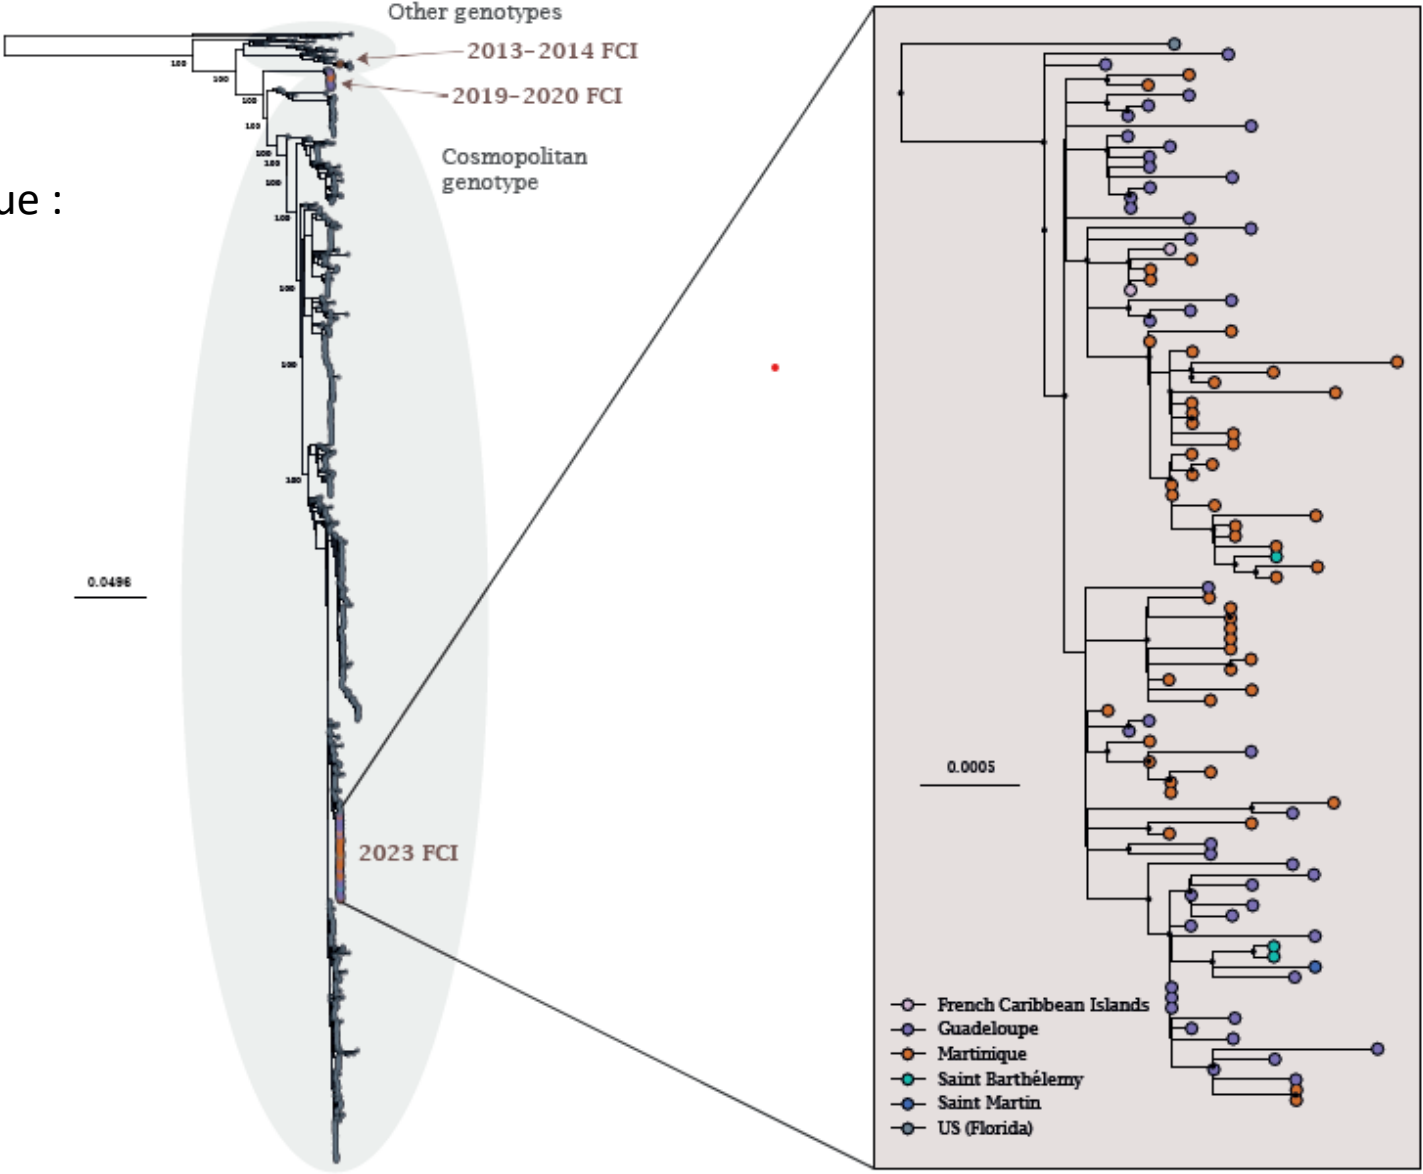 Other genotypes
2013–2014 FCI
2019–2020 FCI
Cosmopolitan
genotype
ue :
100
100
100
100
100
100
100
100
100
100
100
0.0496
2023 FCI
0.0005
French Caribbean Islands
Guadeloupe
Martinique
Saint Barthélemy
Saint Martin
US (Florida)